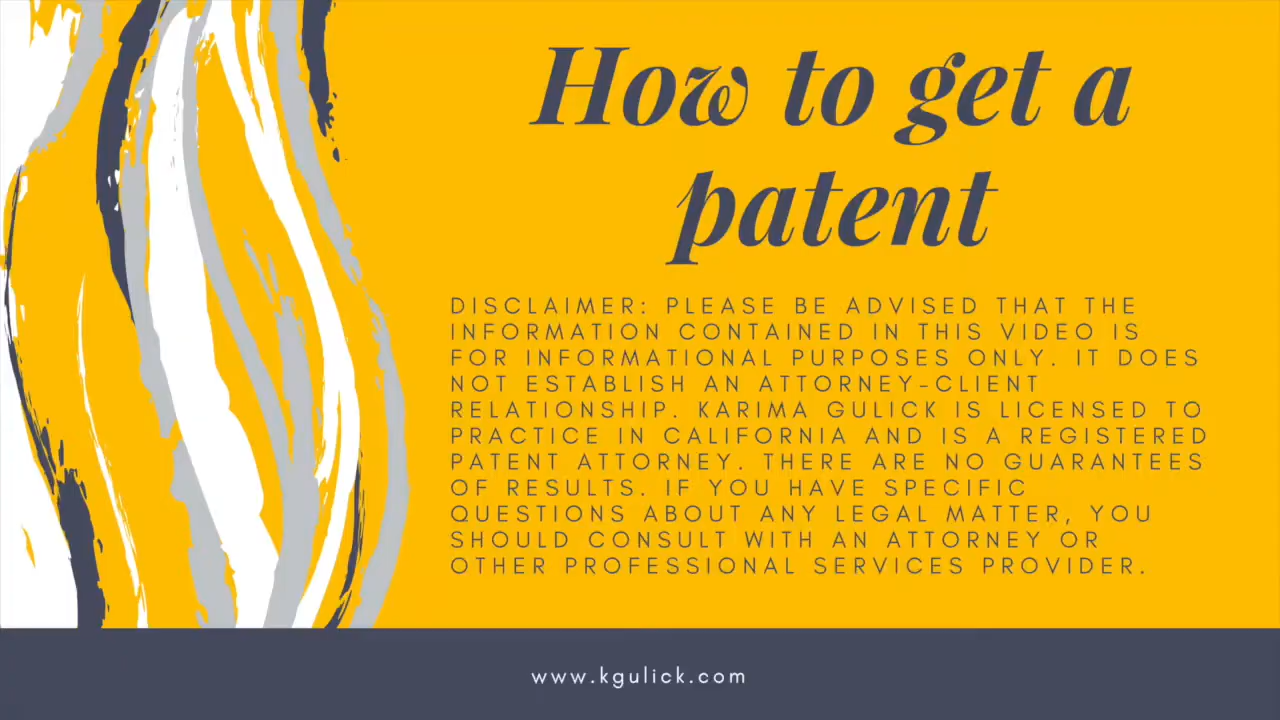 How to get a
patent
DISCLAIMER: PLEASE BE ADVISED THAT THE
INFORMATION CONTAINED IN THIS VIDEO IS
FOR INFORMATIONAL PURPOSES ONLY. IT DOES
NOT ESTABLISH AN ATTORNEY-CLIENT
RELATIONSHIP. KARIMA GULICK IS LICENSED TO
PRACTICE IN CALIFORNIA AND IS A REGISTERED
PATENT ATTORNEY. THERE ARE NO GUARANTEES
OF RESULTS. IF YOU HAVE SPECIFIC
QUESTIONS ABOUT ANY LEGAL MATTER, YOU
SHOULD CONSULT WITH AN ATTORNEY OR
OTHER PROFESSIONAL SERVICES PROVIDER.
www.kgulick.com